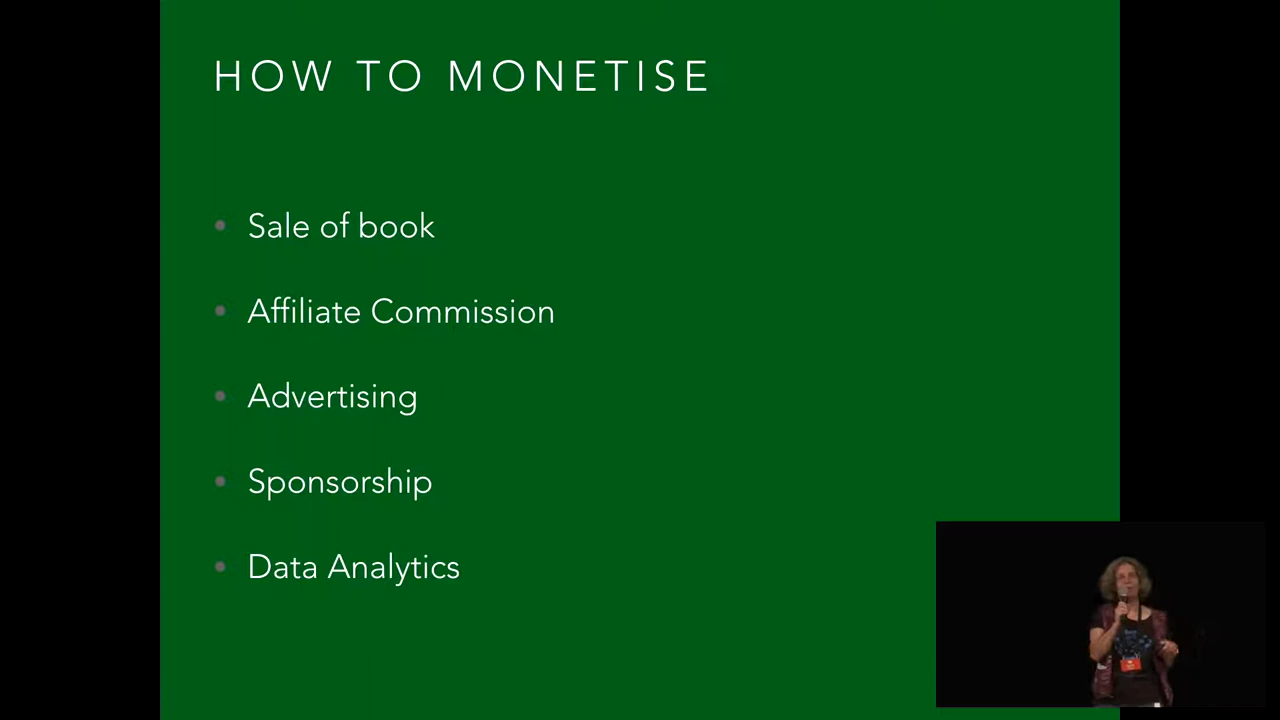 HOW TO MONETISE
Sale of book
Affiliate Commission
Advertising
Sponsorship
Data Analytics